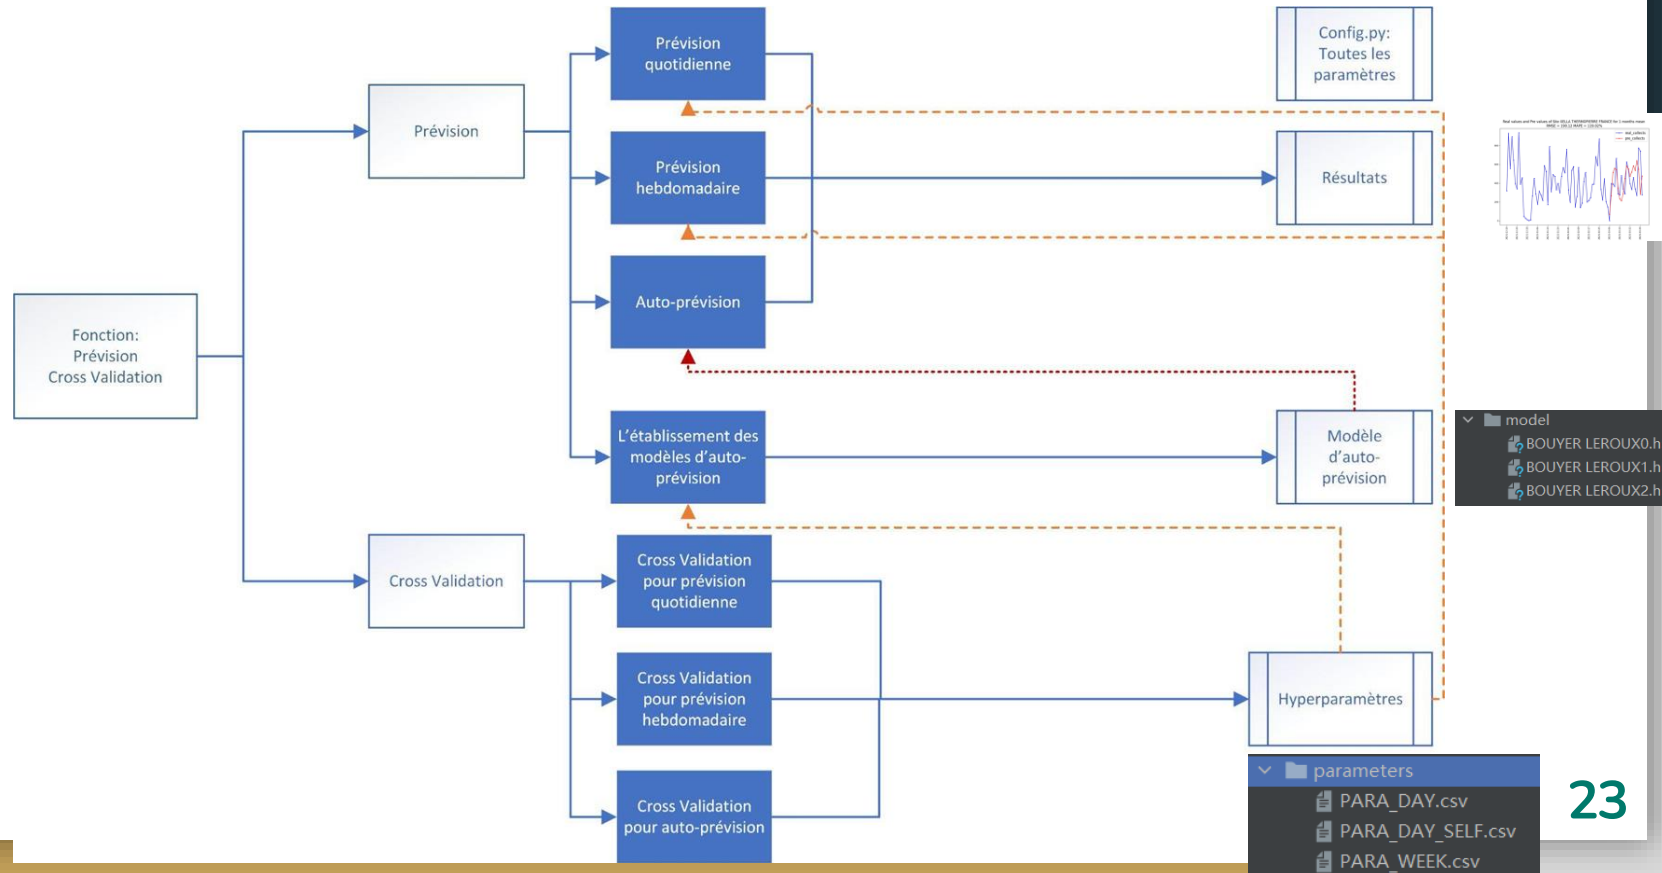 Prévision
quotidienne
Config.py:
Toutes les
paramètres
Prévision
Prévision
hebdomadaire
Résultats
real_collects
pre_collects
Auto-prévision
Fonction:
Prévision
Cross Validation
L'établissement des
modèles d'auto-
prévision
Modèle
d'auto-
prévision
model
BOUYER LEROUX0.h
BOUYER LEROUX1.h
BOUYER LEROUX2.h
Cross Validation
Cross Validation
pour prévision
quotidienne
Cross Validation
pour prévision
hebdomadaire
Hyperparamètres
Cross Validation
pour auto-prévision
parameters
PARA_DAY.csv
PARA_DAY_SELF.csv
PARA_WEEK.csv
23